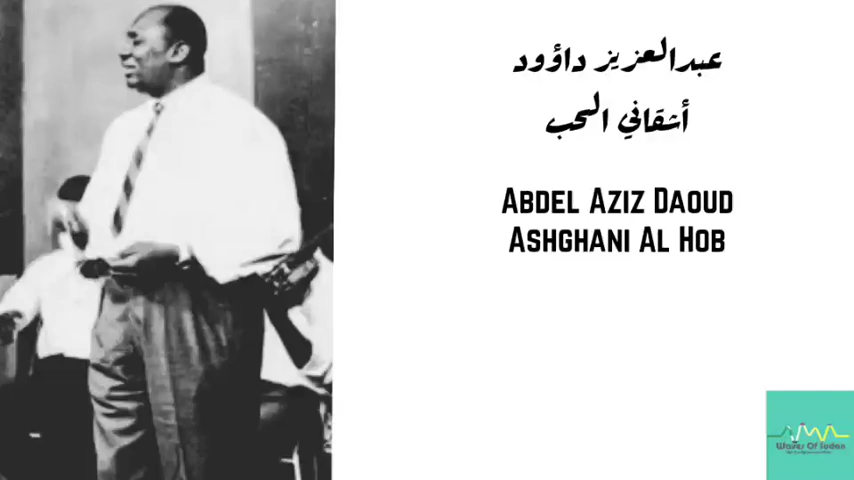 عبدالعزيز داؤود
أشقاني الحب
ABDEL AZIZ DAOUD
ASHGHANI AL HOB
Waves Of Sudan